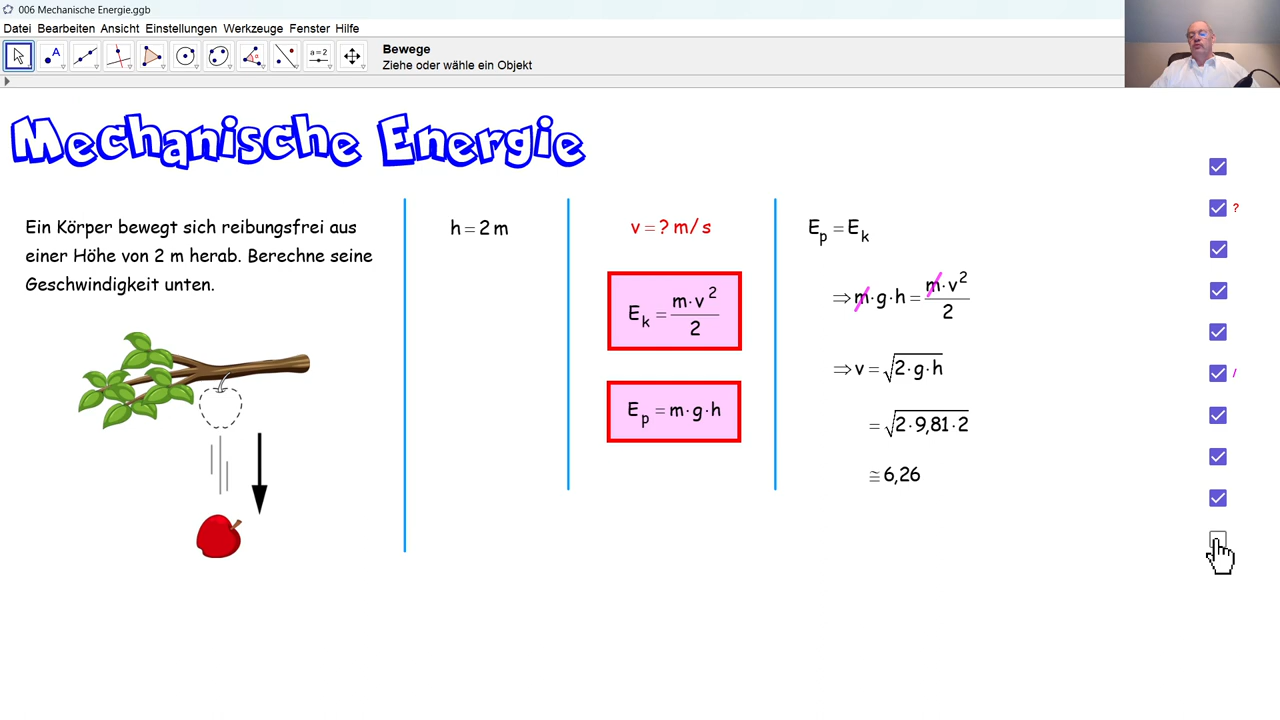 006 Mechanische Energie.ggb
Datei Bearbeiten Ansicht Einstellungen Werkzeuge Fenster Hilfe
A
a=2
Bewege
Ziehe oder wähle ein Objekt
Mechanische Energie
Ein Körper bewegt sich reibungsfrei aus
einer Höhe von 2 m herab. Berechne seine
Geschwindigkeit unten.
h = 2 m
v = ? m/s
E_k = m·v²/2
E_p = m·g·h
E_p = E_k
⇒ m·g·h = m·v²/2
⇒ v = √(2·g·h)
= √(2·9,81·2)
≅ 6,26
?
/